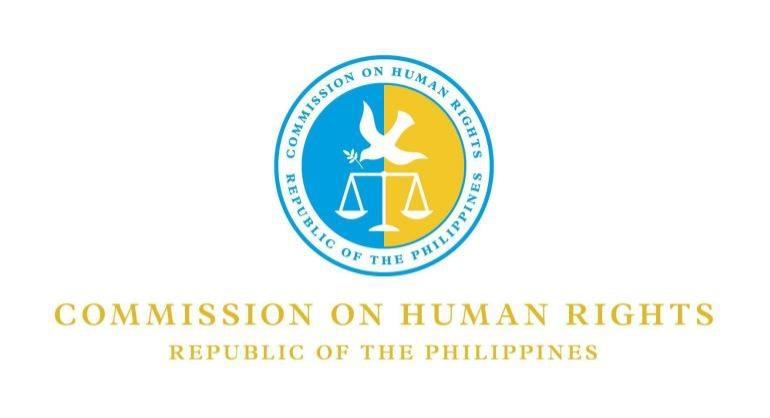 COMMISSION ON HUMAN RIGHTS
REPUBLIC OF THE PHILIPPINES
COMMISSION ON HUMAN RIGHTS
REPUBLIC OF THE PHILIPPINES